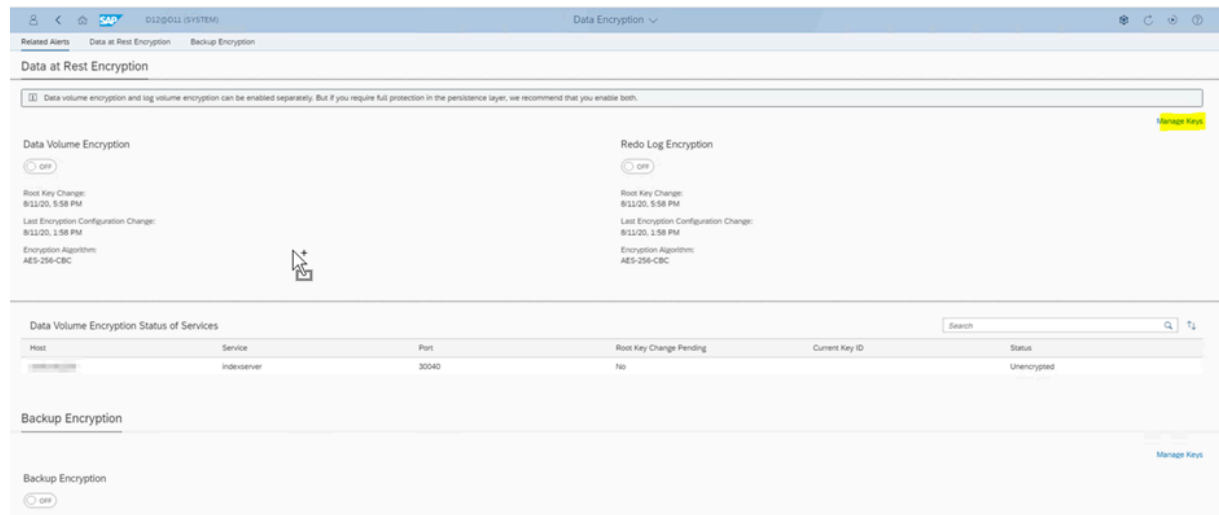 SAP D12@D11 (SYSTEM) Data Encryption
Related Alerts Data at Rest Encryption Backup Encryption
Data at Rest Encryption
Data volume encryption and log volume encryption can be enabled separately. But if you require full protection in the persistence layer, we recommend that you enable both.
Manage Keys
Data Volume Encryption
OFF
Root Key Change:
8/11/20, 5:58 PM
Last Encryption Configuration Change:
8/11/20, 1:58 PM
Encryption Algorithm:
AES-256-CBC
Redo Log Encryption
OFF
Root Key Change:
8/11/20, 5:58 PM
Last Encryption Configuration Change:
8/11/20, 1:58 PM
Encryption Algorithm:
AES-256-CBC
Data Volume Encryption Status of Services Search
Host Service Port Root Key Change Pending Current Key ID Status
indexserver 30040 No Unencrypted
Backup Encryption
Manage Keys
Backup Encryption
OFF